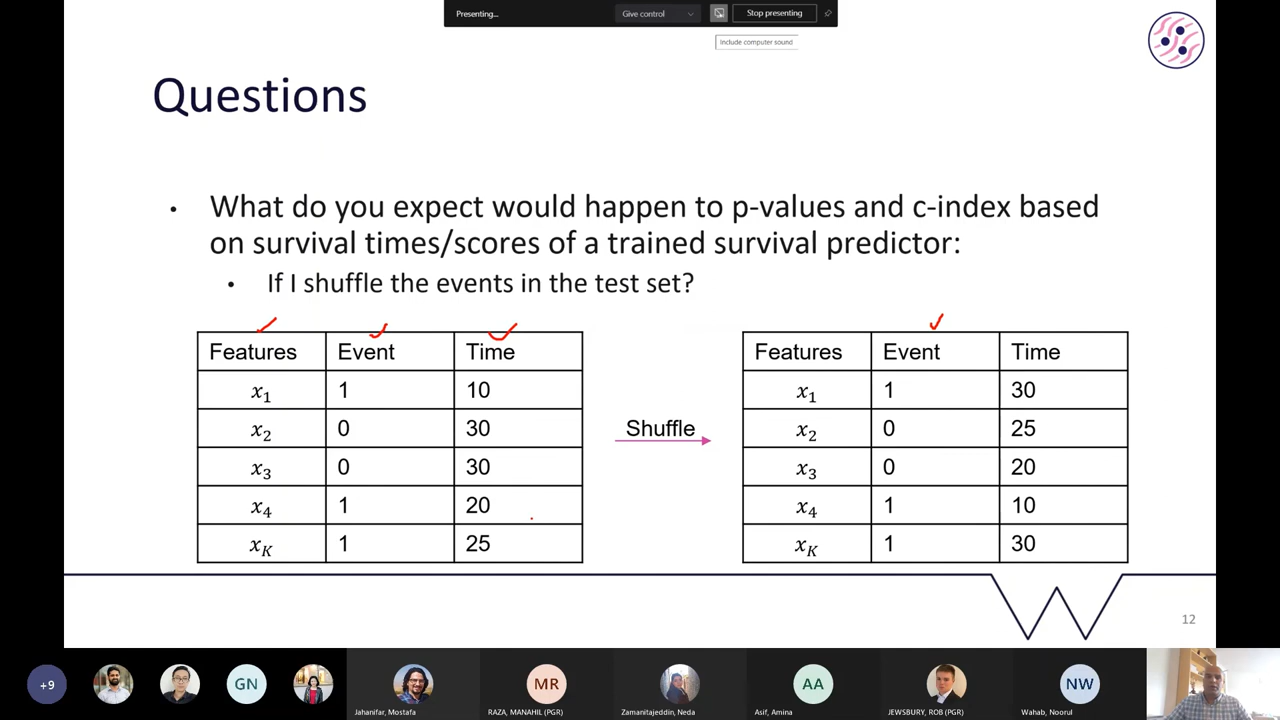 Presenting...
Give control
Stop presenting
Include computer sound
Questions
• What do you expect would happen to p-values and c-index based
on survival times/scores of a trained survival predictor:
• If I shuffle the events in the test set?
Features Event Time
x₁ 1 10
x₂ 0 30
x₃ 0 30
x₄ 1 20
x_K 1 25
Shuffle
Features Event Time
x₁ 1 30
x₂ 0 25
x₃ 0 20
x₄ 1 10
x_K 1 30
12
+9
GN
MR
AA
NW
Jahanifar, Mostafa
RAZA, MANAHIL (PGR)
Zamanitajeddin, Neda
Asif, Amina
JEWSBURY, ROB (PGR)
Wahab, Noorul